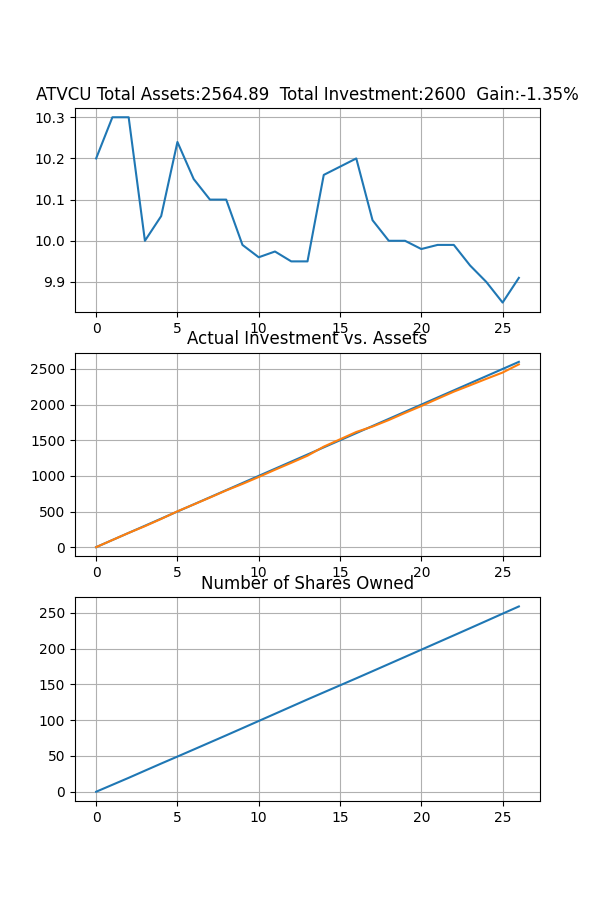 ATVCU Total Assets:2564.89  Total Investment:2600  Gain:-1.35%
10.3
10.2
10.1
10.0
9.9
0 5 10 15 20 25
Actual Investment vs. Assets
2500
2000
1500
1000
500
0
0 5 10 15 20 25
Number of Shares Owned
250
200
150
100
50
0
0 5 10 15 20 25